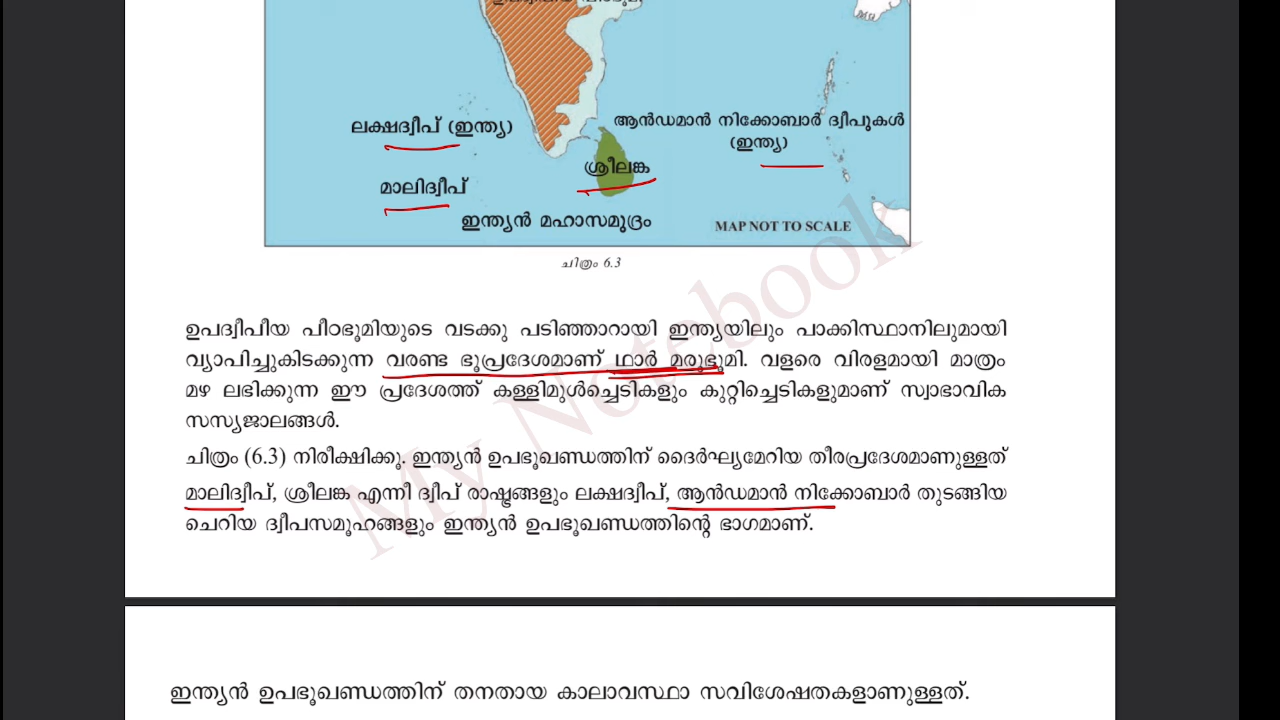 ഉപദ്വീപീയ പീഠഭൂമി
ലക്ഷദ്വീപ് (ഇന്ത്യ)
ആൻഡമാൻ നിക്കോബാർ ദ്വീപുകൾ
(ഇന്ത്യ)
ശ്രീലങ്ക
മാലിദ്വീപ്
ഇന്ത്യൻ മഹാസമുദ്രം
MAP NOT TO SCALE
ചിത്രം 6.3
ഉപദ്വീപീയ പീഠഭൂമിയുടെ വടക്കു പടിഞ്ഞാറായി ഇന്ത്യയിലും പാക്കിസ്ഥാനിലുമായി
വ്യാപിച്ചുകിടക്കുന്ന വരണ്ട ഭൂപ്രദേശമാണ് ഥാർ മരുഭൂമി. വളരെ വിരളമായി മാത്രം
മഴ ലഭിക്കുന്ന ഈ പ്രദേശത്ത് കള്ളിമുൾച്ചെടികളും കുറ്റിച്ചെടികളുമാണ് സ്വാഭാവിക
സസ്യജാലങ്ങൾ.
ചിത്രം (6.3) നിരീക്ഷിക്കൂ. ഇന്ത്യൻ ഉപഭൂഖണ്ഡത്തിന് ദൈർഘ്യമേറിയ തീരപ്രദേശമാണുള്ളത്
മാലിദ്വീപ്, ശ്രീലങ്ക എന്നീ ദ്വീപ് രാഷ്ട്രങ്ങളും ലക്ഷദ്വീപ്, ആൻഡമാൻ നിക്കോബാർ തുടങ്ങിയ
ചെറിയ ദ്വീപസമൂഹങ്ങളും ഇന്ത്യൻ ഉപഭൂഖണ്ഡത്തിന്റെ ഭാഗമാണ്.
My Notebook
ഇന്ത്യൻ ഉപഭൂഖണ്ഡത്തിന് തനതായ കാലാവസ്ഥാ സവിശേഷതകളാണുള്ളത്.